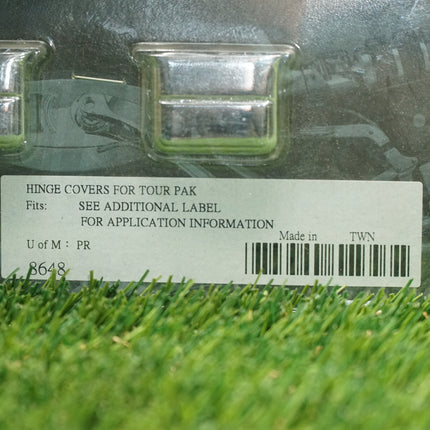 HINGE COVERS FOR TOUR PAK
Fits: SEE ADDITIONAL LABEL
FOR APPLICATION INFORMATION
Made in TWN
U of M : PR
8648